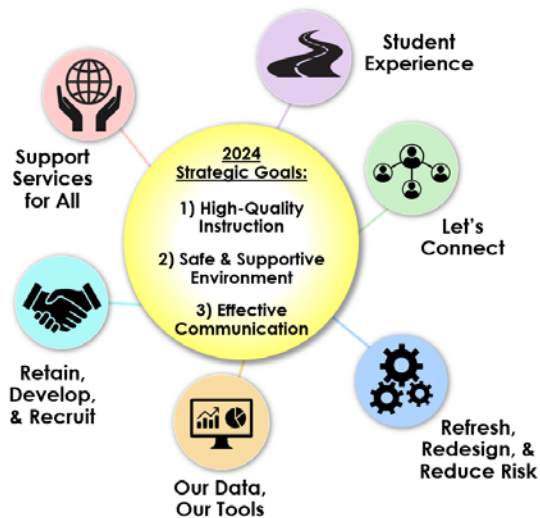 2024
Strategic Goals:
1) High-Quality
Instruction
2) Safe & Supportive
Environment
3) Effective
Communication
Student
Experience
Let's
Connect
Refresh,
Redesign, &
Reduce Risk
Our Data,
Our Tools
Retain,
Develop,
& Recruit
Support
Services
for All